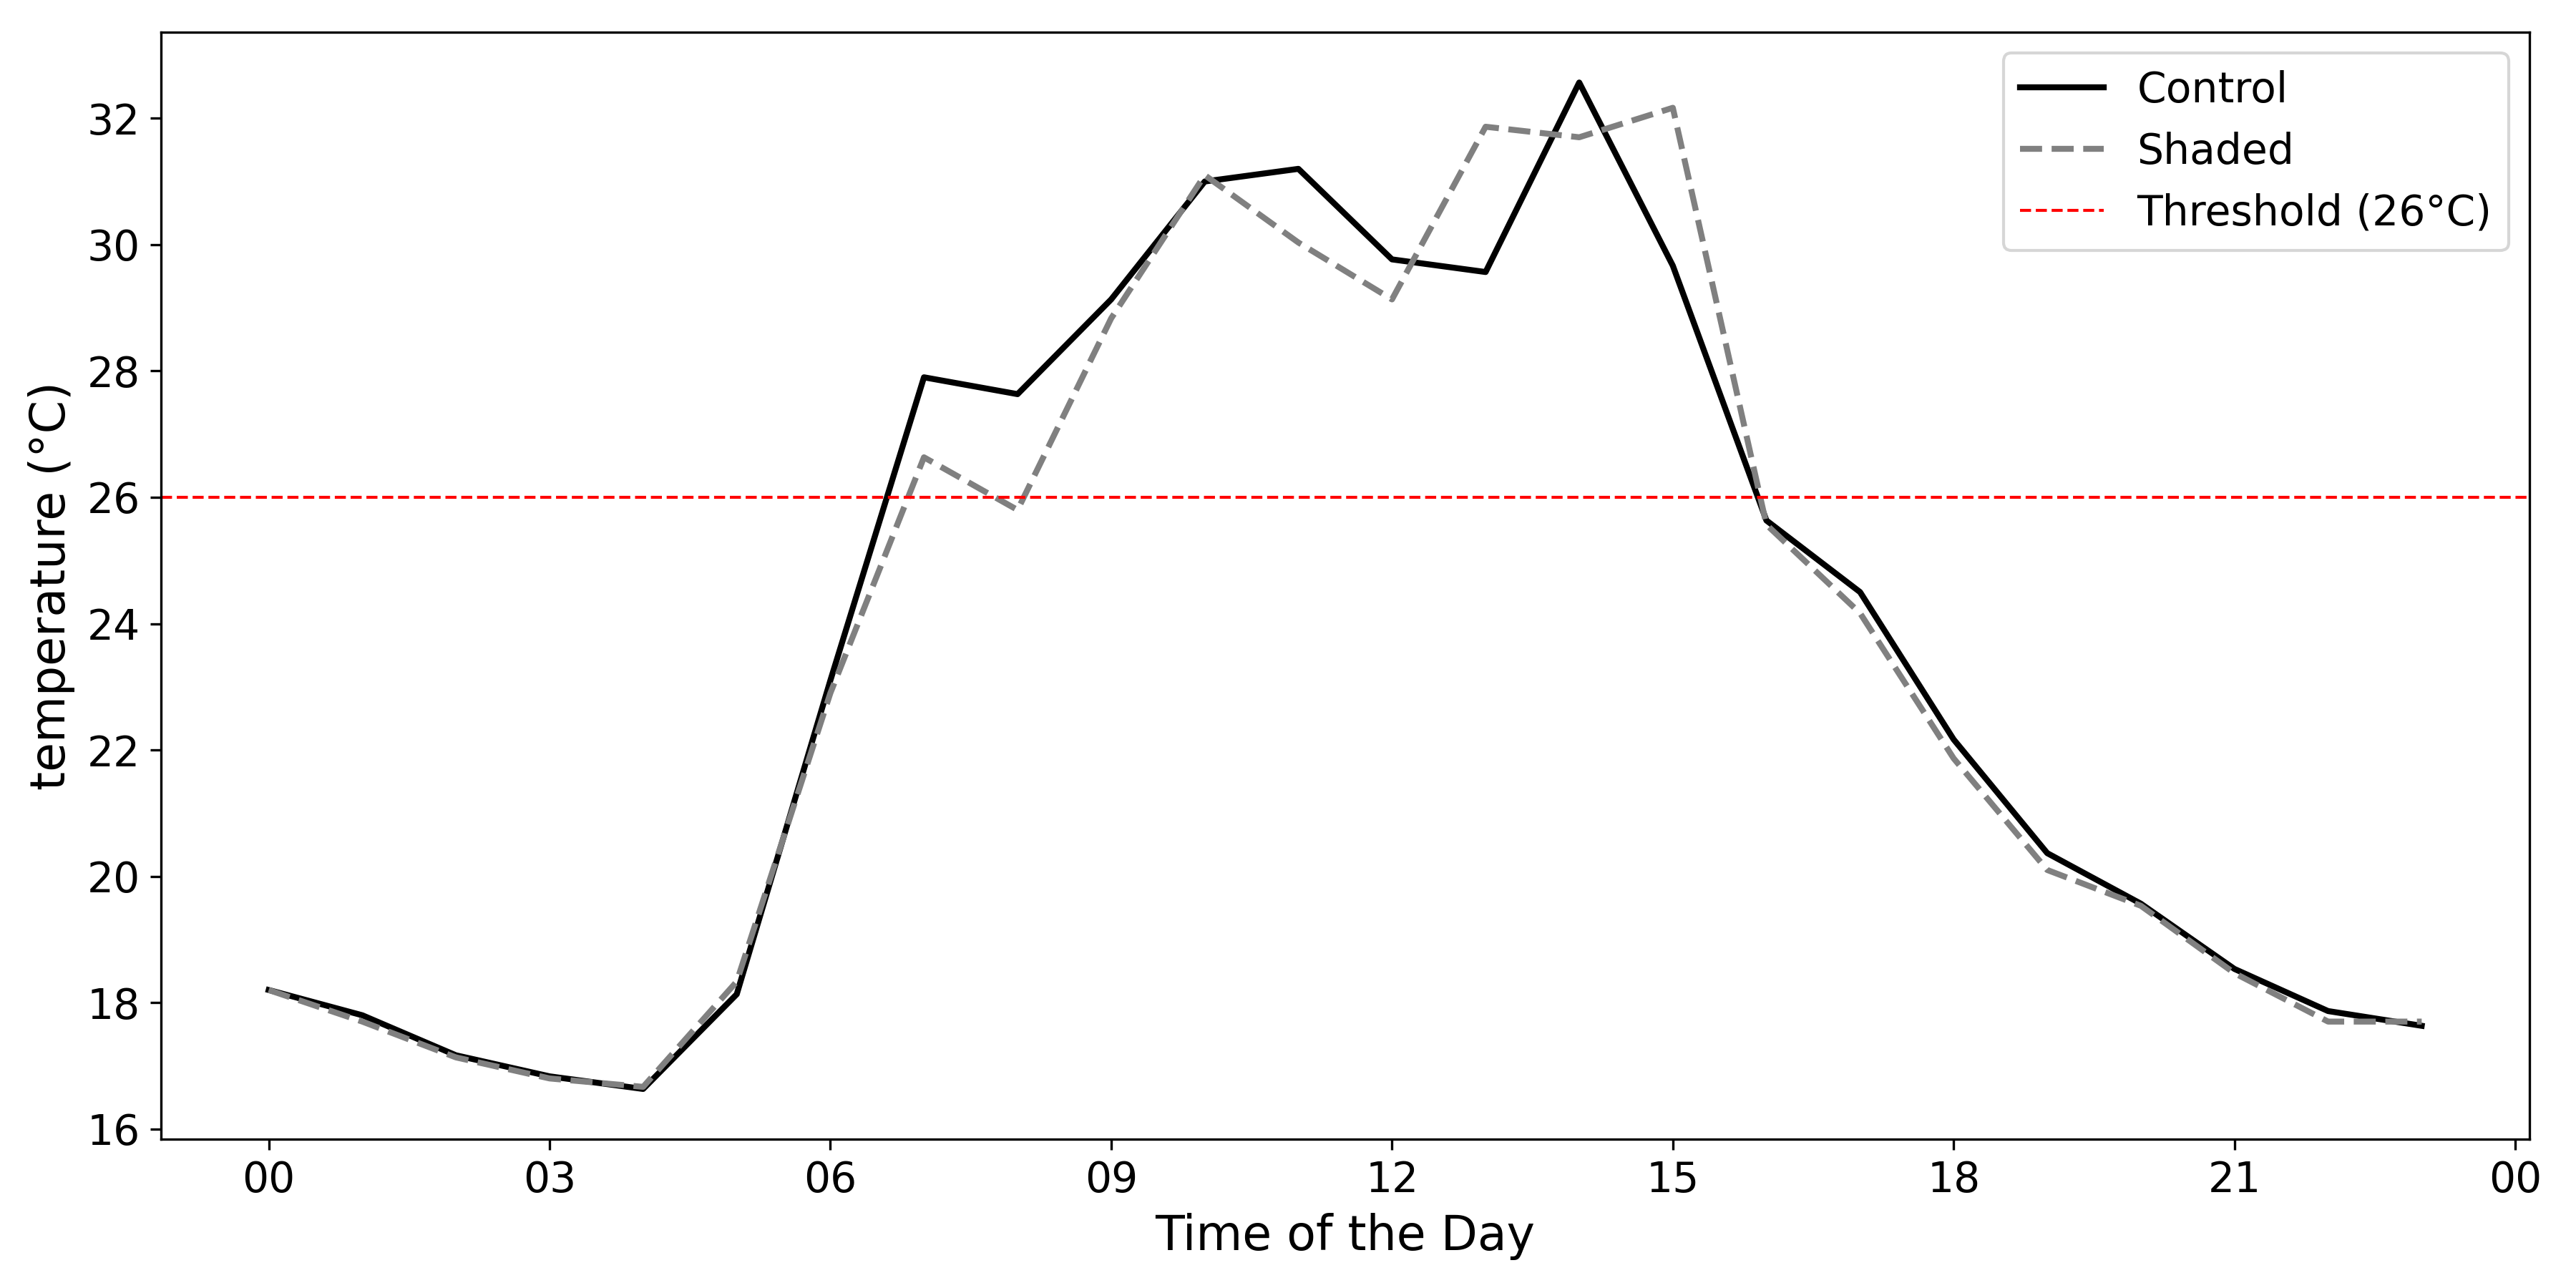 Control
Shaded
Threshold (26°C)
temperature (°C)
32
30
28
26
24
22
20
18
16
00 03 06 09 12 15 18 21 00
Time of the Day